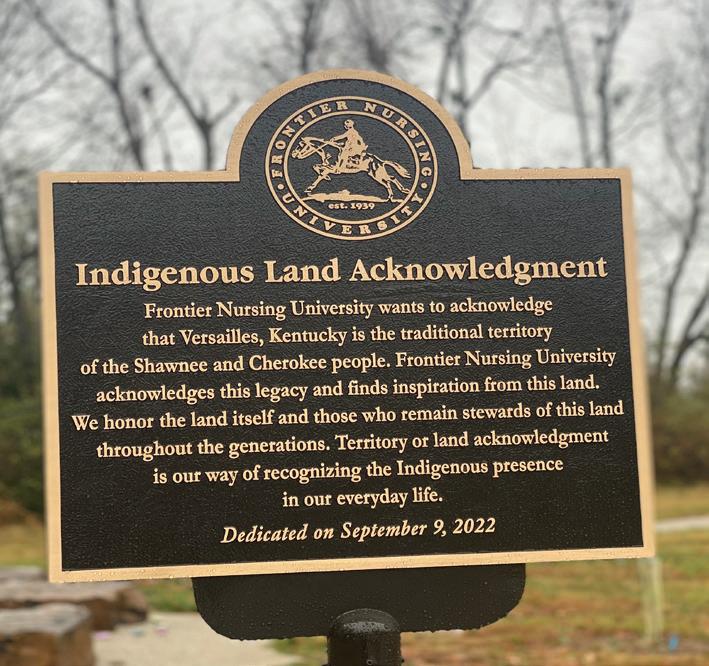 FRONTIER NURSING
UNIVERSITY
est. 1939
Indigenous Land Acknowledgment
Frontier Nursing University wants to acknowledge
that Versailles, Kentucky is the traditional territory
of the Shawnee and Cherokee people. Frontier Nursing University
acknowledges this legacy and finds inspiration from this land.
We honor the land itself and those who remain stewards of this land
throughout the generations. Territory or land acknowledgment
is our way of recognizing the Indigenous presence
in our everyday life.
Dedicated on September 9, 2022